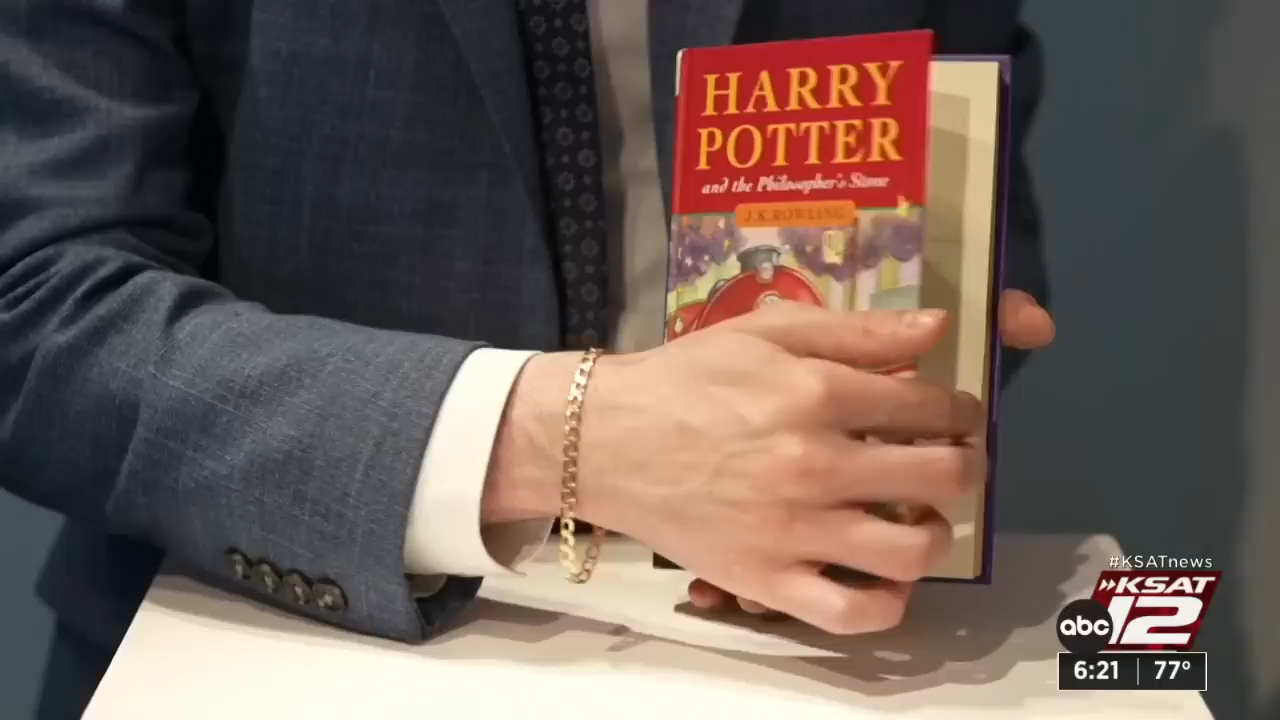 HARRY
POTTER
and the Philosopher's Stone
J.K.ROWLING
#KSATnews
KSAT
abc 12
6:21 77°